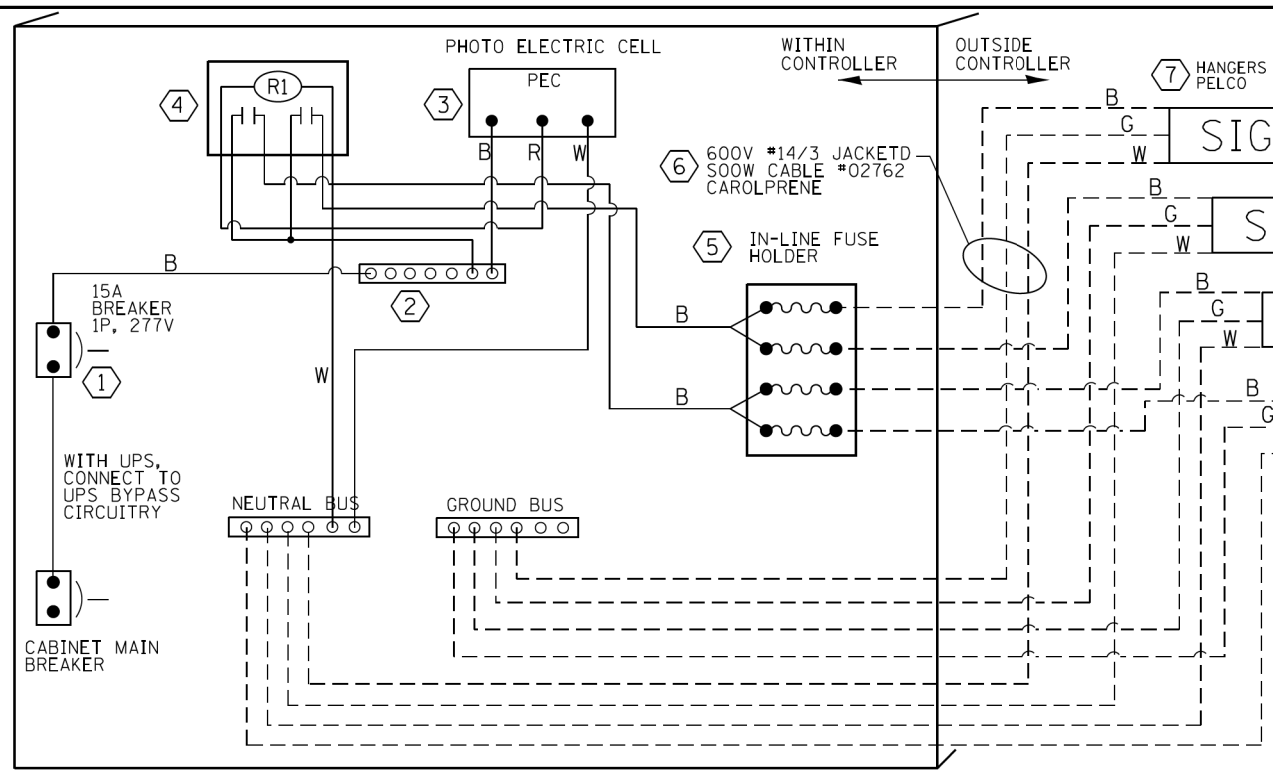 PHOTO ELECTRIC CELL
WITHIN
CONTROLLER
OUTSIDE
CONTROLLER
7
HANGERS
PELCO
4
R1
3
PEC
B
R
W
6
600V #14/3 JACKETD
SOOW CABLE #02762
CAROLPRENE
B
G
W
SIG
B
G
W
S
5
IN-LINE FUSE
HOLDER
B
2
15A
BREAKER
1P, 277V
1
B
B
W
B
G
W
B
G
WITH UPS,
CONNECT TO
UPS BYPASS
CIRCUITRY
NEUTRAL BUS
GROUND BUS
CABINET MAIN
BREAKER